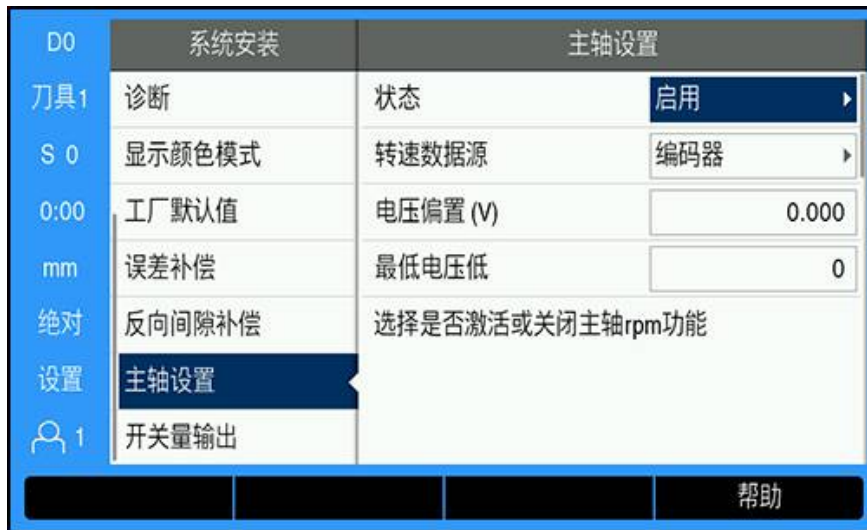 D0
系统安装
主轴设置
刀具1
诊断
状态
启用
S 0
显示颜色模式
转速数据源
编码器
0:00
工厂默认值
电压偏置 (V)
0.000
mm
误差补偿
最低电压低
0
绝对
反向间隙补偿
选择是否激活或关闭主轴rpm功能
设置
主轴设置
1
开关量输出
帮助